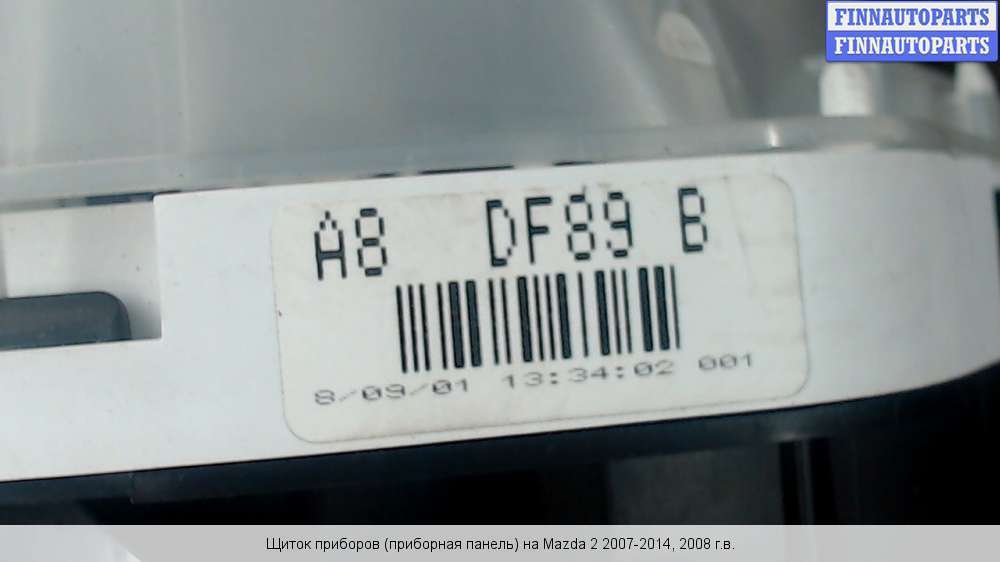 FINNAUTOPARTS
FINNAUTOPARTS
A8 DF89 B
8/09/01 13:34:02 001
Щиток приборов (приборная панель) на Mazda 2 2007-2014, 2008 г.в.